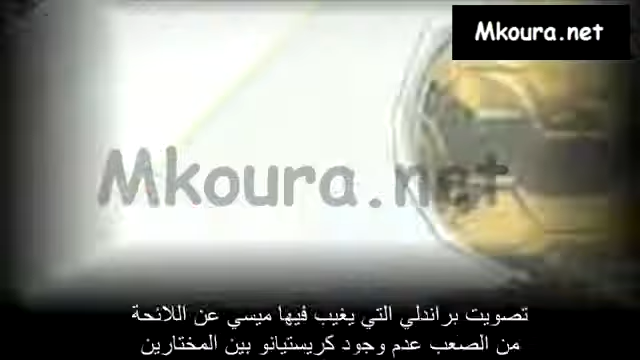 Mkoura.net
Mkoura.net
تصويت براندلي التي يغيب فيها ميسي عن اللائحة
من الصعب عدم وجود كريستيانو بين المختارين